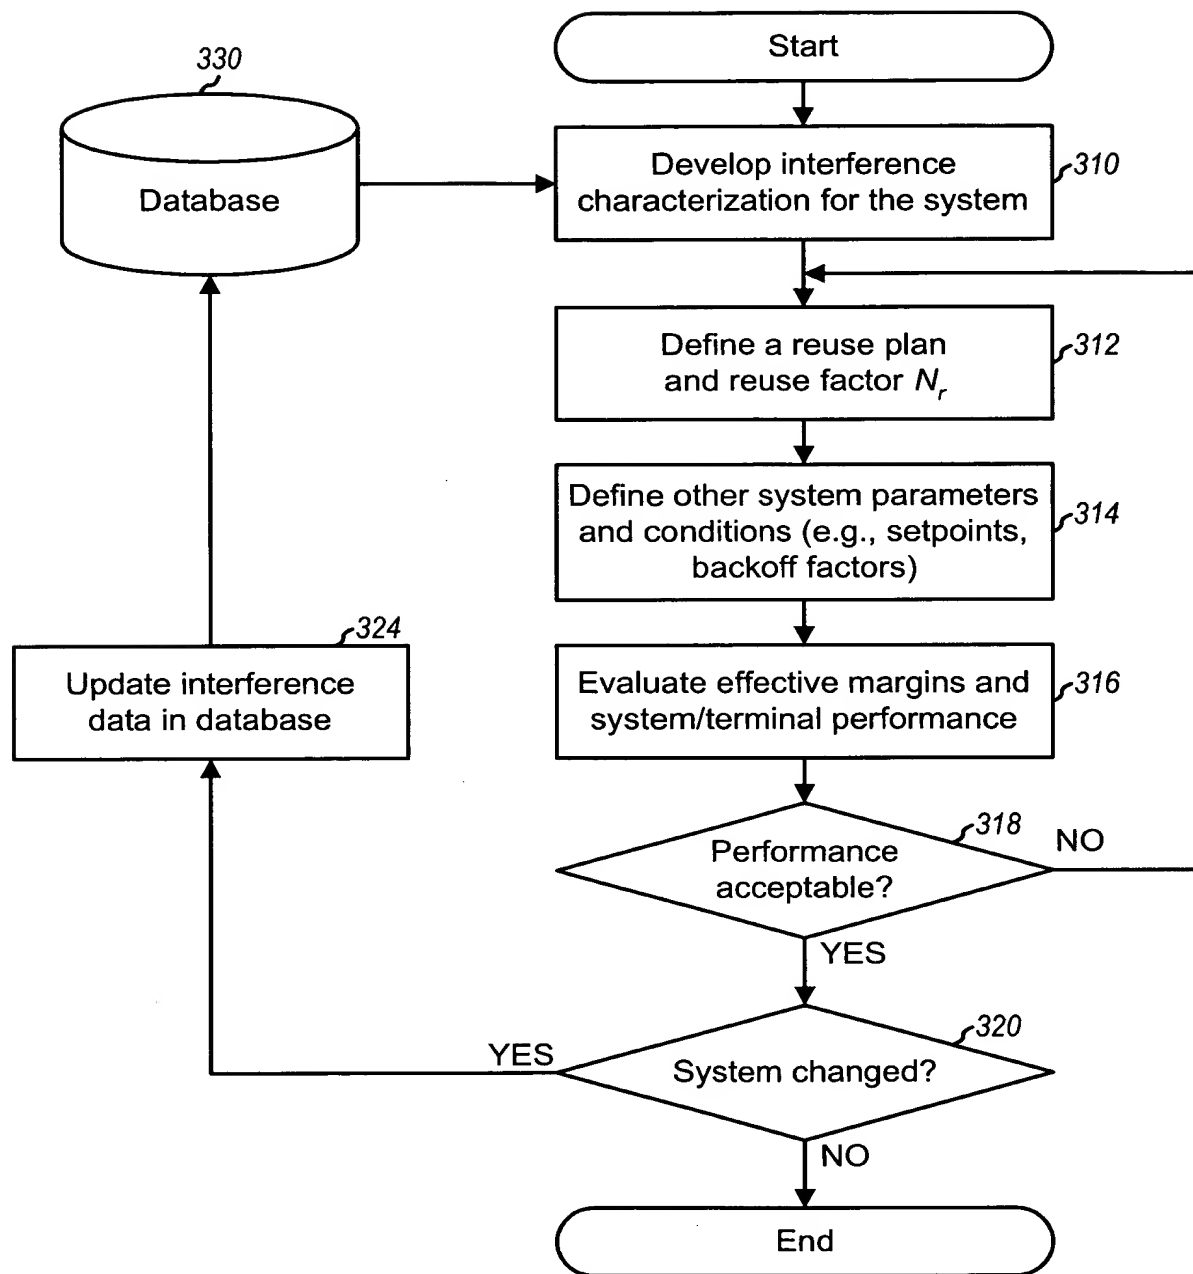 Start
330
Database
Develop interference
characterization for the system
310
Define a reuse plan
and reuse factor Nr
312
Define other system parameters
and conditions (e.g., setpoints,
backoff factors)
314
324
Update interference
data in database
Evaluate effective margins and
system/terminal performance
316
318
Performance
acceptable?
NO
YES
320
System changed?
YES
NO
End